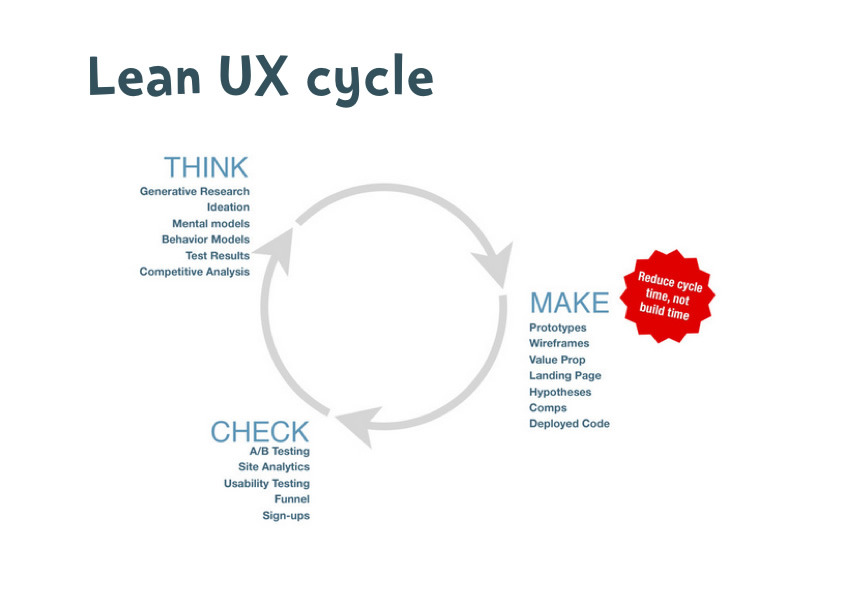 Lean UX cycle
THINK
Generative Research
Ideation
Mental models
Behavior Models
Test Results
Competitive Analysis
MAKE
Prototypes
Wireframes
Value Prop
Landing Page
Hypotheses
Comps
Deployed Code
Reduce cycle
time, not
build time
CHECK
A/B Testing
Site Analytics
Usability Testing
Funnel
Sign-ups